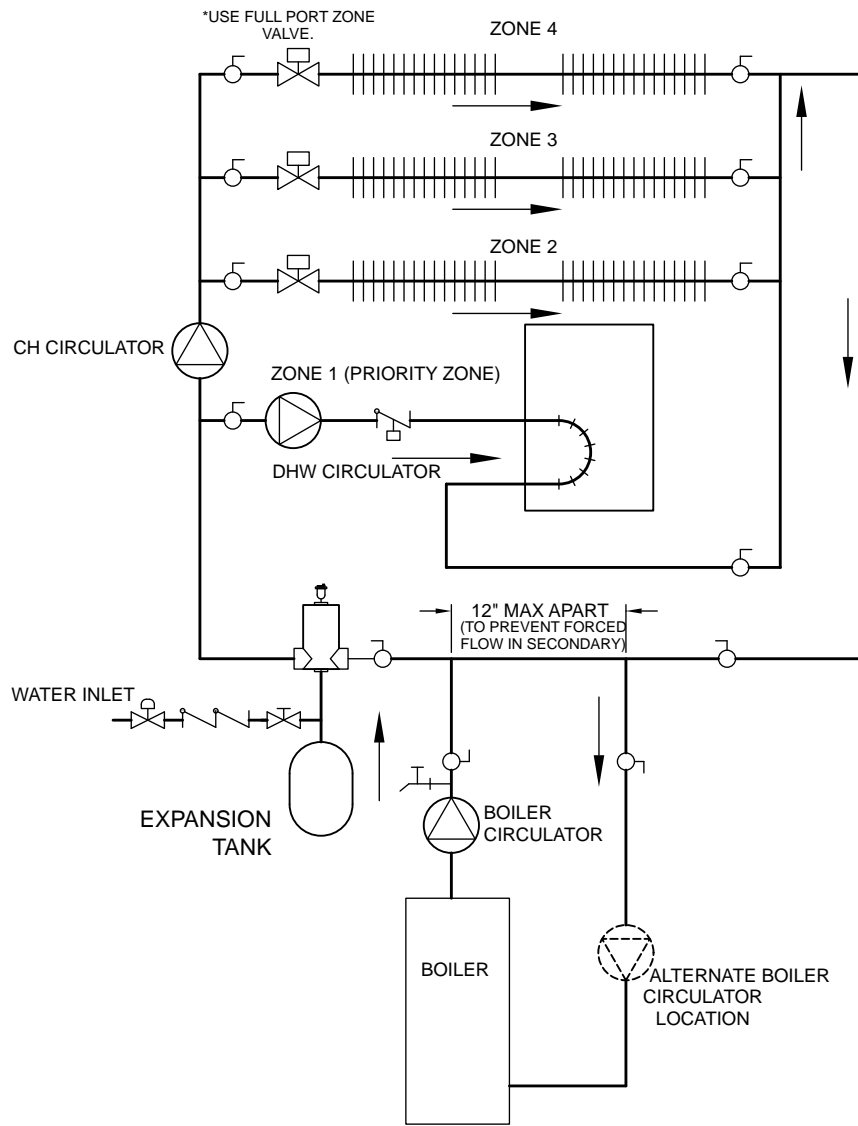 *USE FULL PORT ZONE
VALVE.
ZONE 4
ZONE 3
ZONE 2
CH CIRCULATOR
ZONE 1 (PRIORITY ZONE)
DHW CIRCULATOR
12" MAX APART
(TO PREVENT FORCED
FLOW IN SECONDARY)
WATER INLET
EXPANSION
TANK
BOILER
CIRCULATOR
BOILER
ALTERNATE BOILER
CIRCULATOR
LOCATION